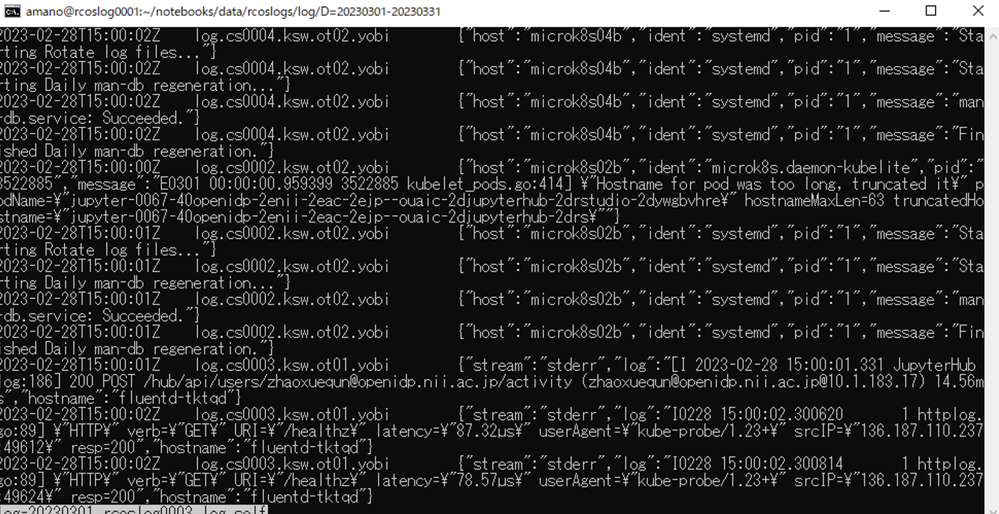 amano@rcoslog0001:~/notebooks/data/rcoslogs/log/D=20230301-20230331
2023-02-28T15:00:02Z    log.cs0004.ksw.ot02.yobi        {"host":"microk8s04b","ident":"systemd","pid":"1","message":"Sta
rting Rotate log files..."}
2023-02-28T15:00:02Z    log.cs0004.ksw.ot02.yobi        {"host":"microk8s04b","ident":"systemd","pid":"1","message":"Sta
rting Daily man-db regeneration..."}
2023-02-28T15:00:02Z    log.cs0004.ksw.ot02.yobi        {"host":"microk8s04b","ident":"systemd","pid":"1","message":"man
-db.service: Succeeded."}
2023-02-28T15:00:02Z    log.cs0004.ksw.ot02.yobi        {"host":"microk8s04b","ident":"systemd","pid":"1","message":"Fin
ished Daily man-db regeneration."}
2023-02-28T15:00:00Z    log.cs0002.ksw.ot02.yobi        {"host":"microk8s02b","ident":"microk8s.daemon-kubelite","pid":"
3522885","message":"E0301 00:00:00.959399 3522885 kubelet_pods.go:414] ¥"Hostname for pod was too long, truncated it¥" p
odName=¥"jupyter-0067-40openidp-2enii-2eac-2ejp--ouaic-2djupyterhub-2drstudio-2dywgbvhre¥" hostnameMaxLen=63 truncatedHo
stname=¥"jupyter-0067-40openidp-2enii-2eac-2ejp--ouaic-2djupyterhub-2drs¥""}
2023-02-28T15:00:01Z    log.cs0002.ksw.ot02.yobi        {"host":"microk8s02b","ident":"systemd","pid":"1","message":"Sta
rting Rotate log files..."}
2023-02-28T15:00:01Z    log.cs0002.ksw.ot02.yobi        {"host":"microk8s02b","ident":"systemd","pid":"1","message":"Sta
rting Daily man-db regeneration..."}
2023-02-28T15:00:01Z    log.cs0002.ksw.ot02.yobi        {"host":"microk8s02b","ident":"systemd","pid":"1","message":"man
-db.service: Succeeded."}
2023-02-28T15:00:01Z    log.cs0002.ksw.ot02.yobi        {"host":"microk8s02b","ident":"systemd","pid":"1","message":"Fin
ished Daily man-db regeneration."}
2023-02-28T15:00:01Z    log.cs0003.ksw.ot01.yobi        {"stream":"stderr","log":"[I 2023-02-28 15:00:01.331 JupyterHub
log:186] 200 POST /hub/api/users/zhaoxuequn@openidp.nii.ac.jp/activity (zhaoxuequn@openidp.nii.ac.jp@10.1.183.17) 14.56m
s","hostname":"fluentd-tktqd"}
2023-02-28T15:00:02Z    log.cs0003.ksw.ot01.yobi        {"stream":"stderr","log":"I0228 15:00:02.300620       1 httplog.
go:89] ¥"HTTP¥" verb=¥"GET¥" URI=¥"/healthz¥" latency=¥"87.32µs¥" userAgent=¥"kube-probe/1.23+¥" srcIP=¥"136.187.110.237
:49612¥" resp=200","hostname":"fluentd-tktqd"}
2023-02-28T15:00:02Z    log.cs0003.ksw.ot01.yobi        {"stream":"stderr","log":"I0228 15:00:02.300814       1 httplog.
go:89] ¥"HTTP¥" verb=¥"GET¥" URI=¥"/healthz¥" latency=¥"78.57µs¥" userAgent=¥"kube-probe/1.23+¥" srcIP=¥"136.187.110.237
:49624¥" resp=200","hostname":"fluentd-tktqd"}
log-20230301_rcoslog0003_log_self